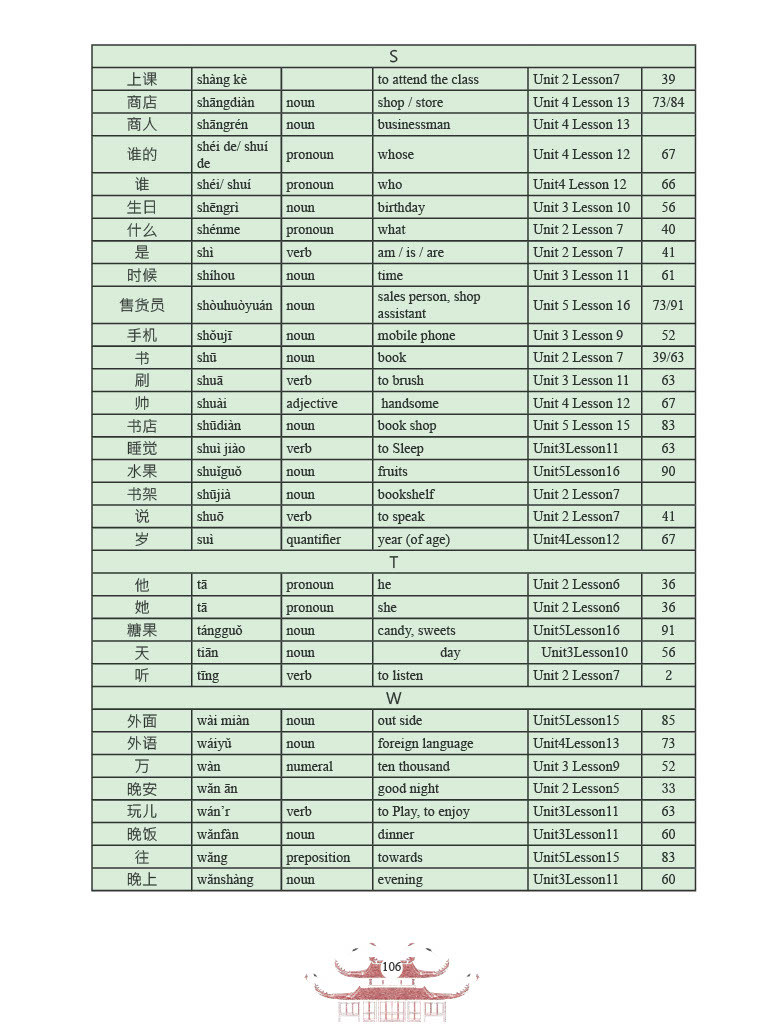 S
上课 shàng kè to attend the class Unit 2 Lesson7 39
商店 shāngdiàn noun shop / store Unit 4 Lesson 13 73/84
商人 shāngrén noun businessman Unit 4 Lesson 13
谁的 shéi de/ shuí de pronoun whose Unit 4 Lesson 12 67
谁 shéi/ shuí pronoun who Unit4 Lesson 12 66
生日 shēngrì noun birthday Unit 3 Lesson 10 56
什么 shénme pronoun what Unit 2 Lesson 7 40
是 shì verb am / is / are Unit 2 Lesson 7 41
时候 shíhou noun time Unit 3 Lesson 11 61
售货员 shòuhuòyuán noun sales person, shop assistant Unit 5 Lesson 16 73/91
手机 shǒujī noun mobile phone Unit 3 Lesson 9 52
书 shū noun book Unit 2 Lesson 7 39/63
刷 shuā verb to brush Unit 3 Lesson 11 63
帅 shuài adjective handsome Unit 4 Lesson 12 67
书店 shūdiàn noun book shop Unit 5 Lesson 15 83
睡觉 shuì jiào verb to Sleep Unit3Lesson11 63
水果 shuǐguǒ noun fruits Unit5Lesson16 90
书架 shūjià noun bookshelf Unit 2 Lesson7
说 shuō verb to speak Unit 2 Lesson7 41
岁 suì quantifier year (of age) Unit4Lesson12 67
T
他 tā pronoun he Unit 2 Lesson6 36
她 tā pronoun she Unit 2 Lesson6 36
糖果 tángguǒ noun candy, sweets Unit5Lesson16 91
天 tiān noun day Unit3Lesson10 56
听 tīng verb to listen Unit 2 Lesson7 2
W
外面 wài miàn noun out side Unit5Lesson15 85
外语 wáiyǔ noun foreign language Unit4Lesson13 73
万 wàn numeral ten thousand Unit 3 Lesson9 52
晚安 wǎn ān good night Unit 2 Lesson5 33
玩儿 wán’r verb to Play, to enjoy Unit3Lesson11 63
晚饭 wǎnfàn noun dinner Unit3Lesson11 60
往 wǎng preposition towards Unit5Lesson15 83
晚上 wǎnshàng noun evening Unit3Lesson11 60
106